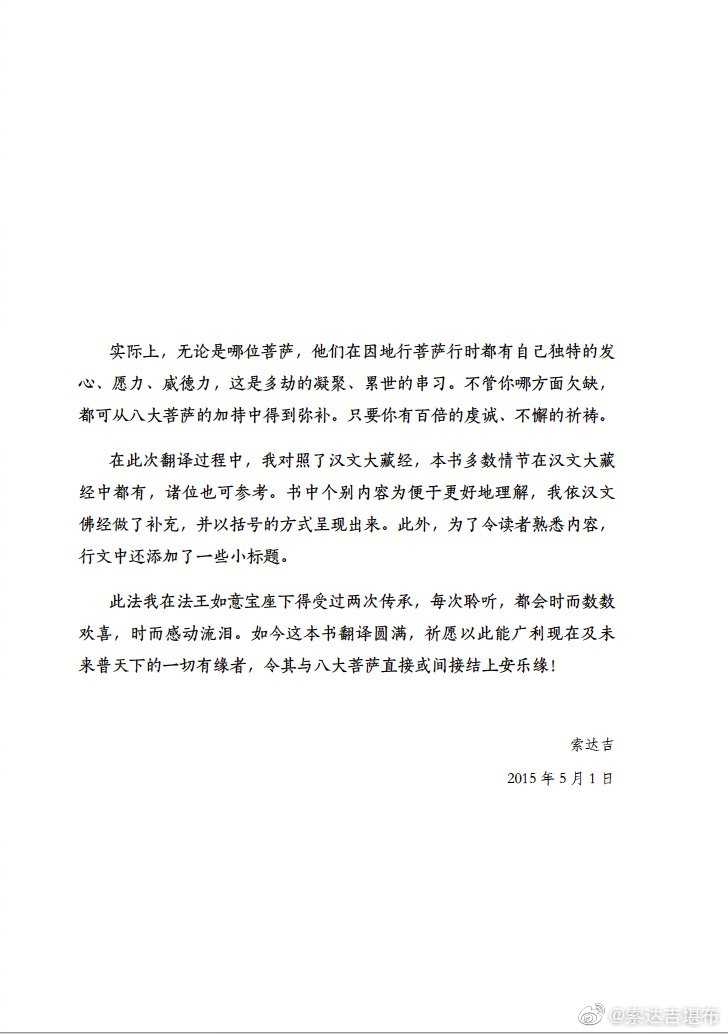 实际上，无论是哪位菩萨，他们在因地行菩萨行时都有自己独特的发
心、愿力、威德力，这是多劫的凝聚、累世的串习。不管你哪方面欠缺，
都可从八大菩萨的加持中得到弥补。只要你有百倍的虔诚、不懈的祈祷。
在此次翻译过程中，我对照了汉文大藏经，本书多数情节在汉文大藏
经中都有，诸位也可参考。书中个别内容为便于更好地理解，我依汉文
佛经做了补充，并以括号的方式呈现出来。此外，为了令读者熟悉内容，
行文中还添加了一些小标题。
此法我在法王如意宝座下得受过两次传承，每次聆听，都会时而数数
欢喜，时而感动流泪。如今这本书翻译圆满，祈愿以此能广利现在及未
来普天下的一切有缘者，令其与八大菩萨直接或间接结上安乐缘！
索达吉
2015 年 5 月 1 日
@索达吉堪布